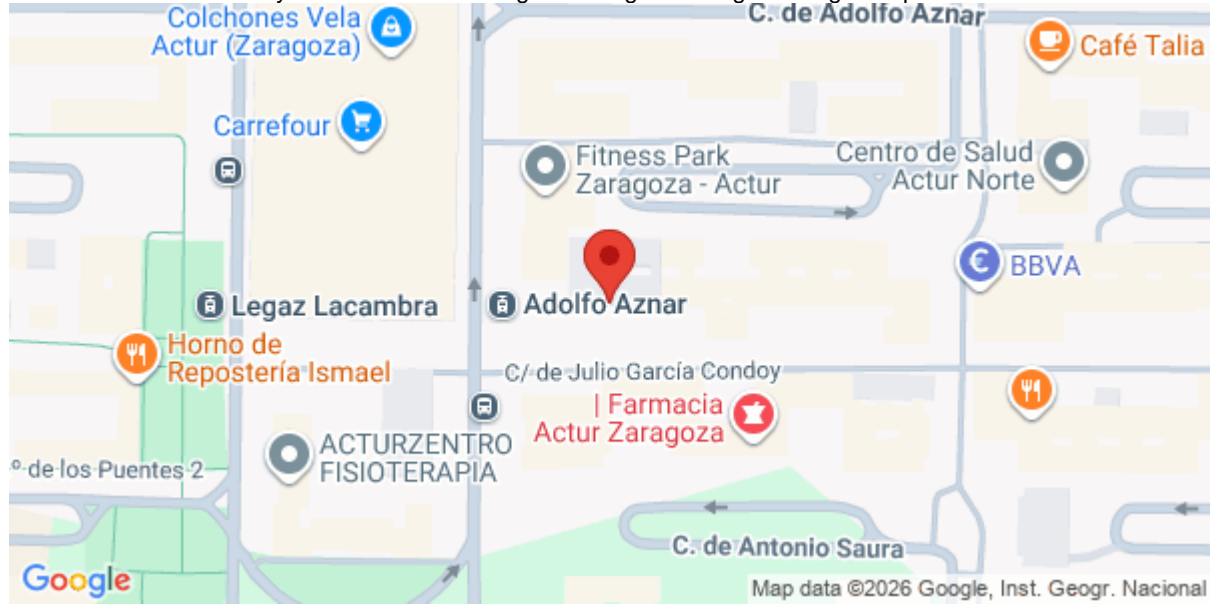 Colchones Vela
Actur (Zaragoza)
C. de Adolfo Aznar
Café Talia
Carrefour
Fitness Park
Zaragoza - Actur
Centro de Salud
Actur Norte
BBVA
Legaz Lacambra
Adolfo Aznar
Horno de
Repostería Ismael
C/ de Julio García Condoy
| Farmacia
Actur Zaragoza
ACTURZENTRO
FISIOTERAPIA
º de los Puentes 2
C. de Antonio Saura
Google
Map data ©2026 Google, Inst. Geogr. Nacional